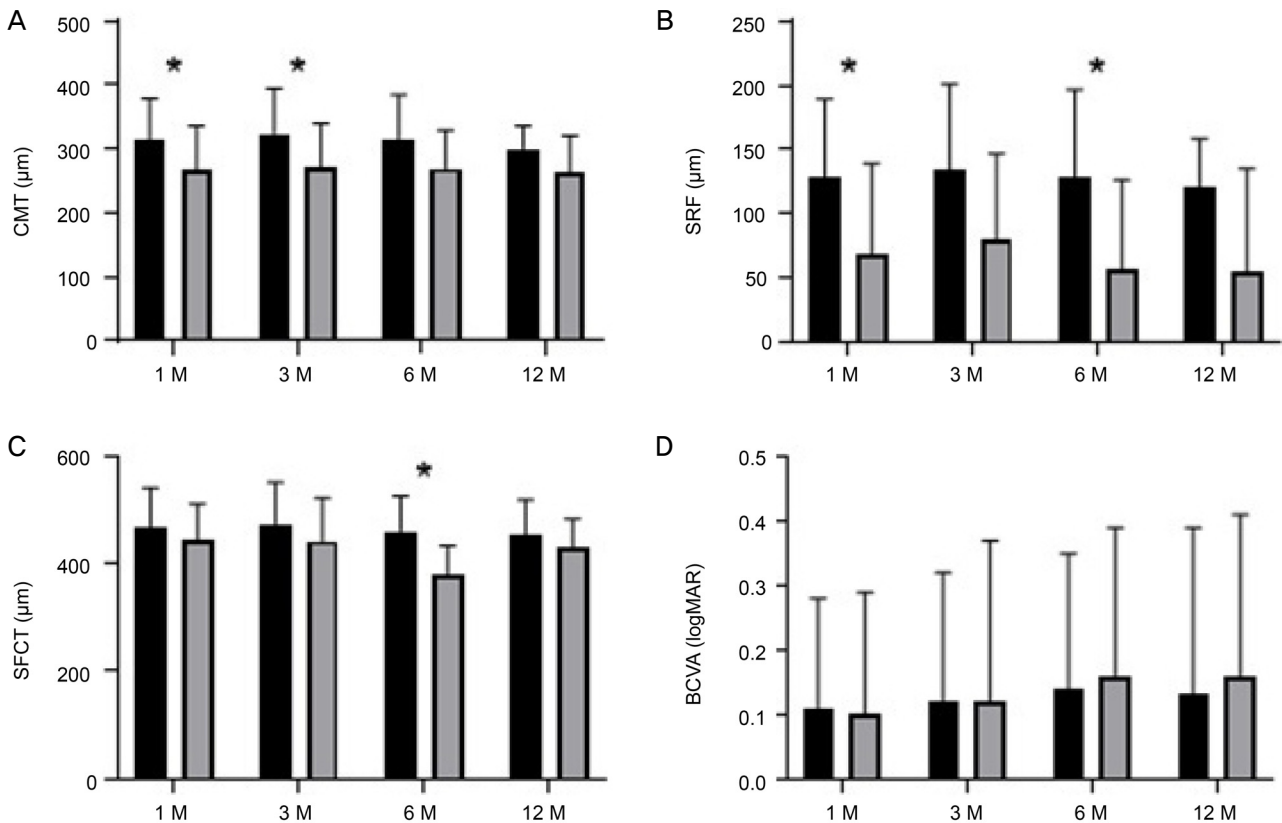 A
500
400
300
200
100
0
CMT (µm)
*
*
1 M
3 M
6 M
12 M
B
250
200
150
100
50
0
SRF (µm)
*
*
1 M
3 M
6 M
12 M
C
600
400
200
0
SFCT (µm)
*
1 M
3 M
6 M
12 M
D
0.5
0.4
0.3
0.2
0.1
0.0
BCVA (logMAR)
1 M
3 M
6 M
12 M